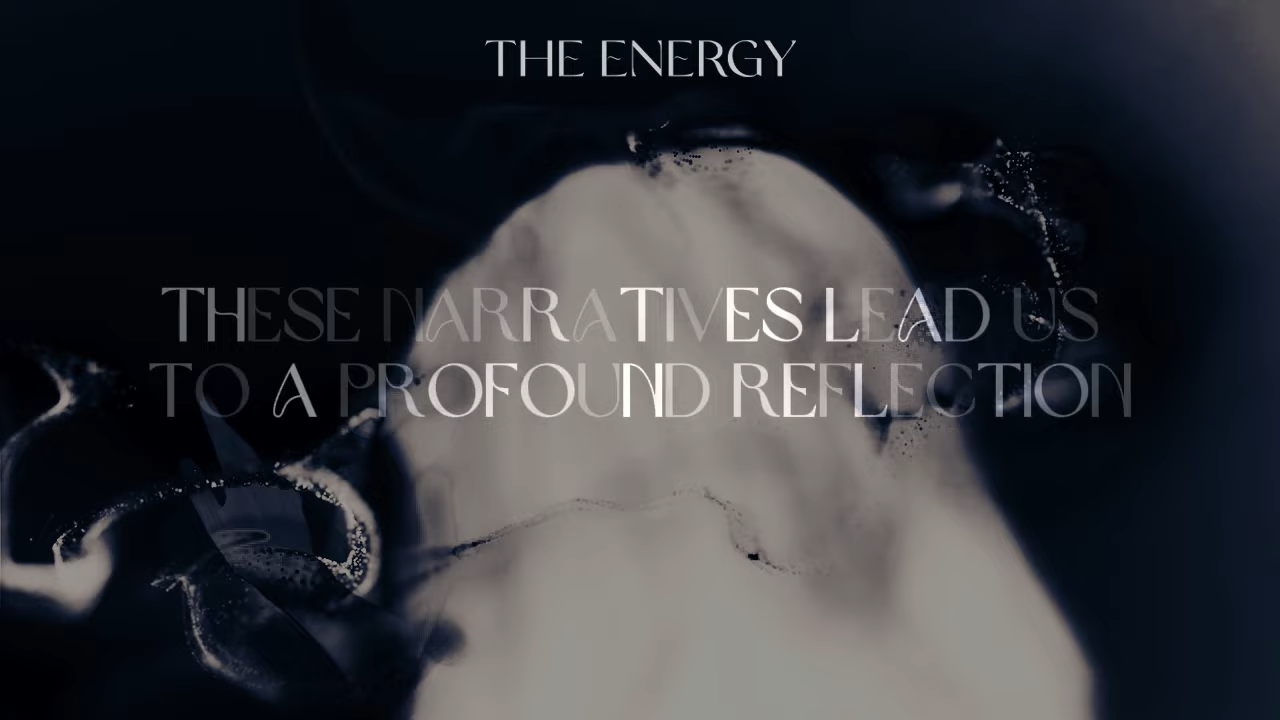 THE ENERGY
THESE NARRATIVES LEAD US
TO A PROFOUND REFLECTION